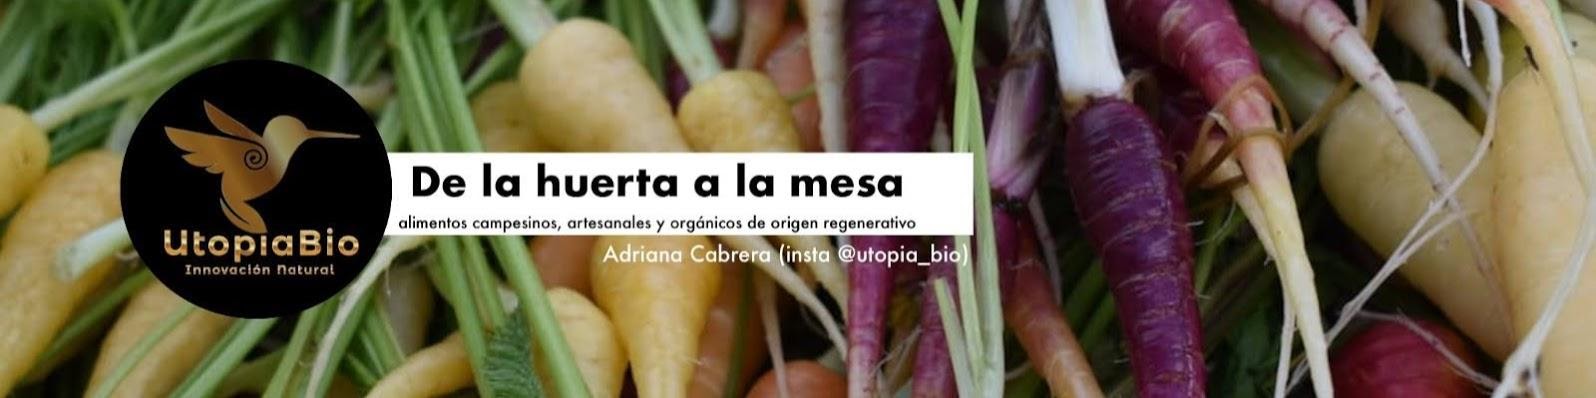 UtopiaBio
Innovación Natural
De la huerta a la mesa
alimentos campesinos, artesanales y orgánicos de origen regenerativo
Adriana Cabrera (insta @utopia_bio)